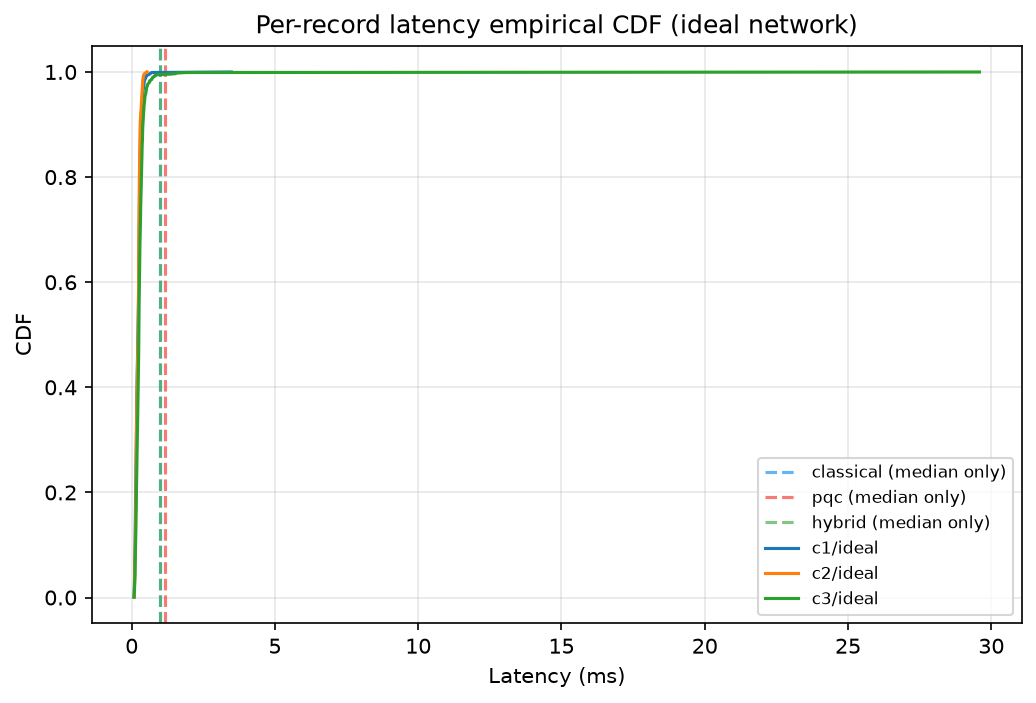 Per-record latency empirical CDF (ideal network)
CDF
1.0
0.8
0.6
0.4
0.2
0.0
classical (median only)
pqc (median only)
hybrid (median only)
c1/ideal
c2/ideal
c3/ideal
0 5 10 15 20 25 30
Latency (ms)